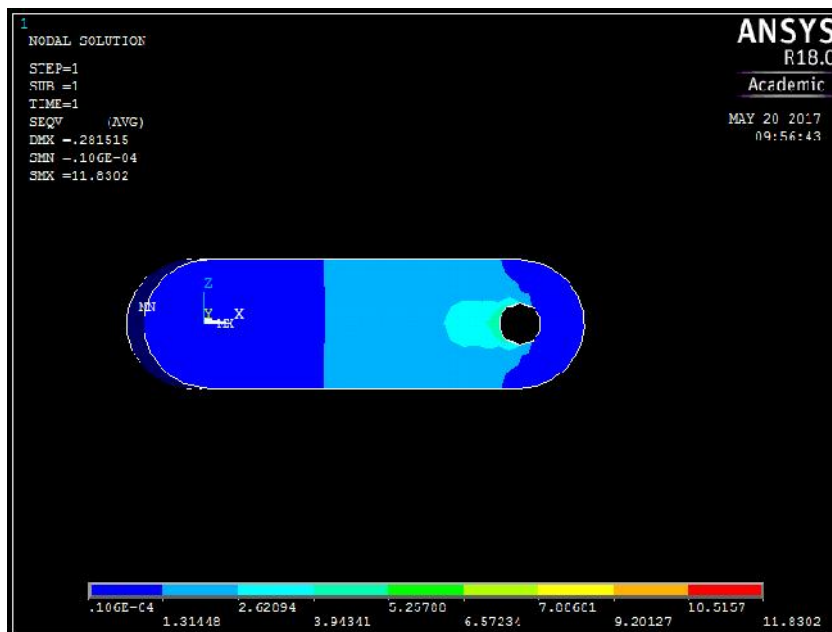 1
NODAL SOLUTION
STEP=1
SUB =1
TIME=1
SEQV (AVG)
DMX =.281515
SMN =.106E-04
SMX =11.8302
ANSYS
R18.0
Academic
MAY 20 2017
09:56:43
Z
MN
Y
MX
X
.106E-04
1.31448
2.62894
3.94341
5.25788
6.57234
7.88681
9.20127
10.5157
11.8302